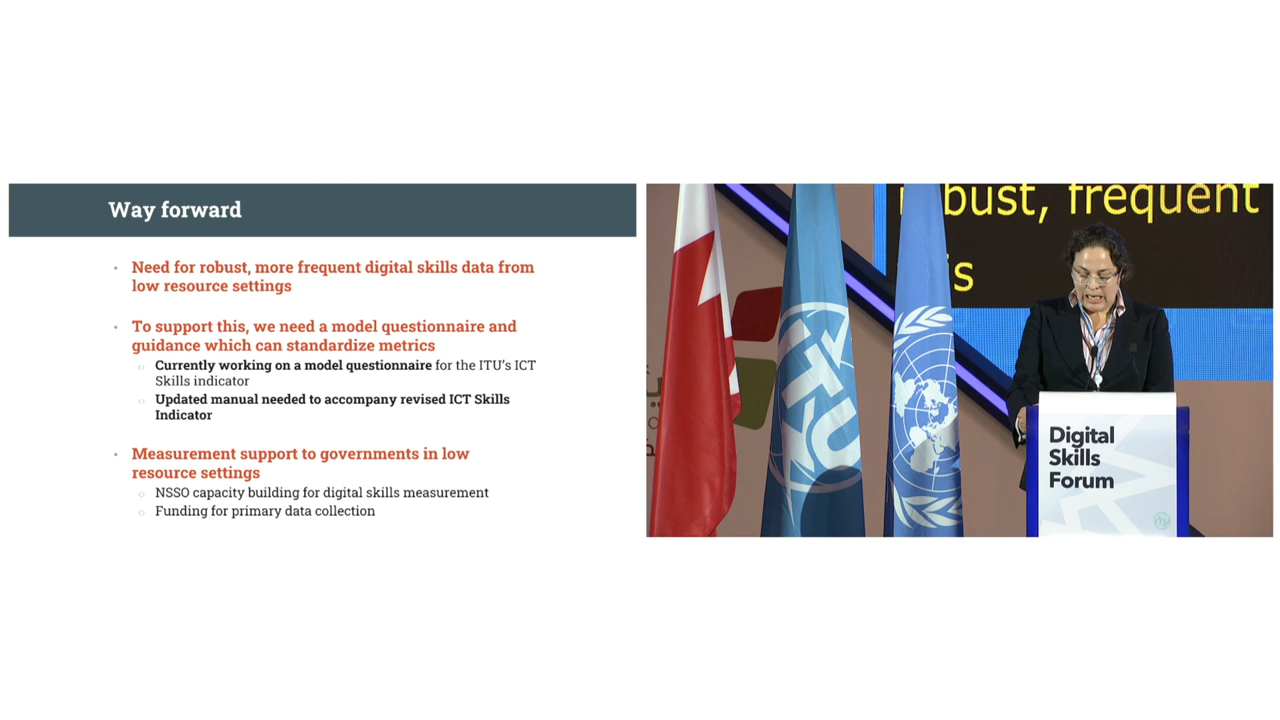 Way forward
Need for robust, more frequent digital skills data from
low resource settings
To support this, we need a model questionnaire and
guidance which can standardize metrics
Currently working on a model questionnaire for the ITU's ICT
Skills indicator
Updated manual needed to accompany revised ICT Skills
Indicator
Measurement support to governments in low
resource settings
NSSO capacity building for digital skills measurement
Funding for primary data collection
bust, frequent
is
ITU
Digital
Skills
Forum
ITU